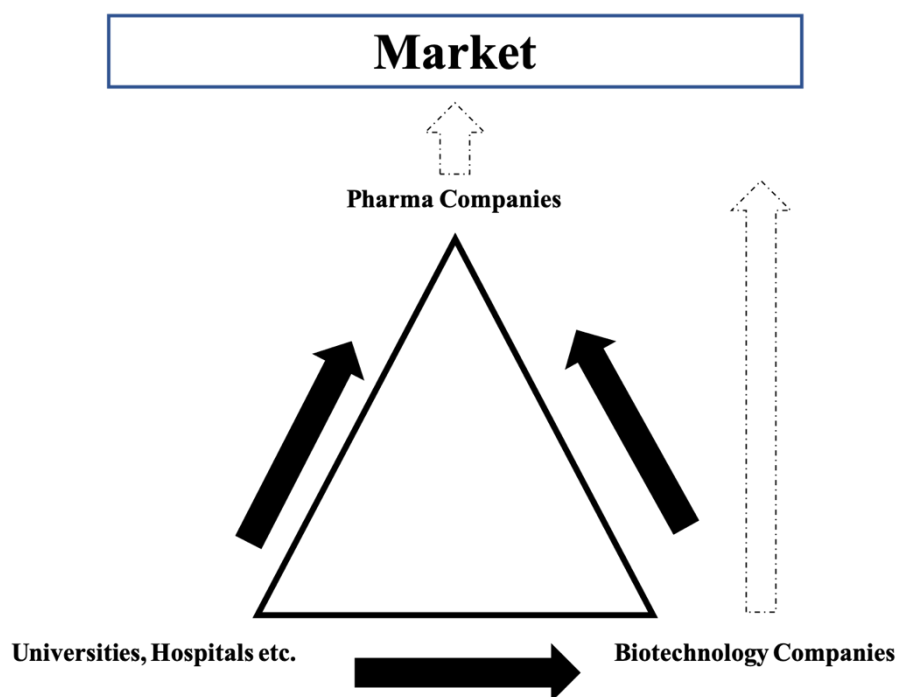 Market
Pharma Companies
Universities, Hospitals etc.
Biotechnology Companies